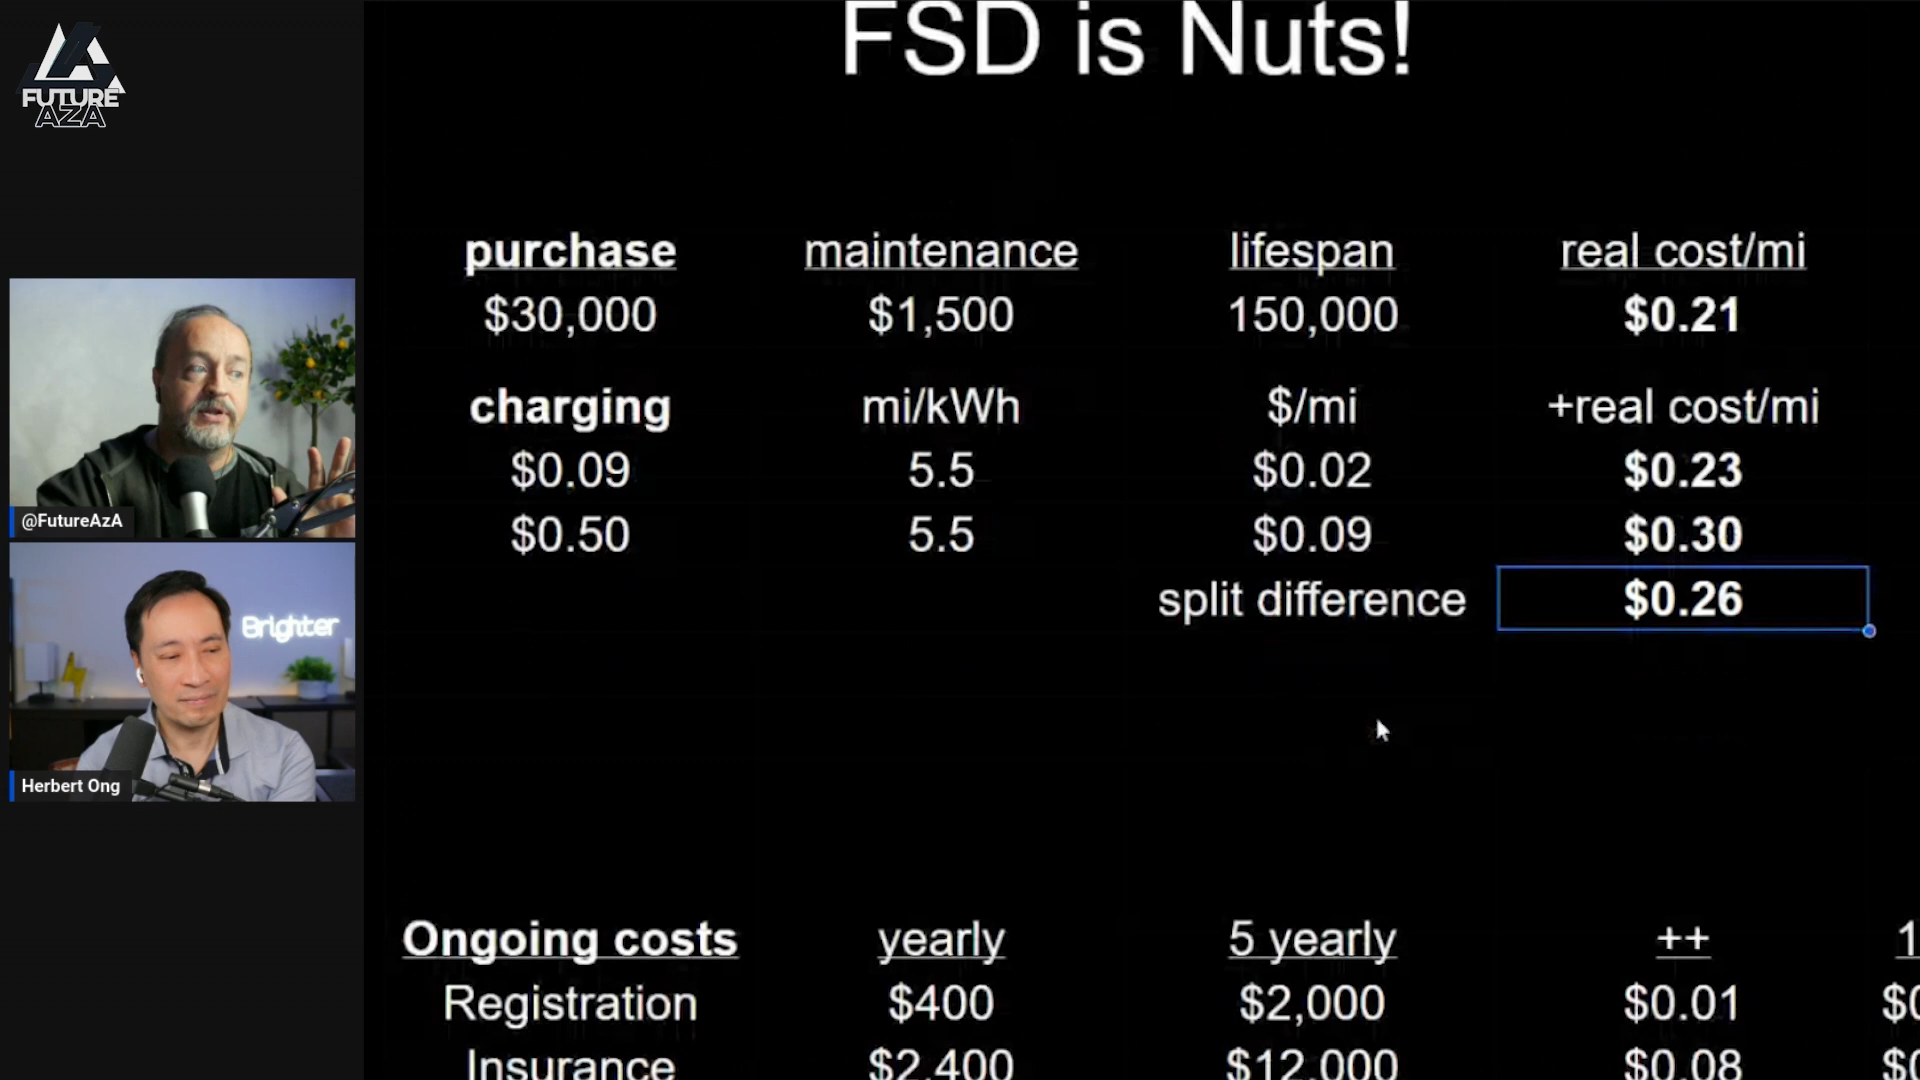 FUTURE
AZA
FSD is Nuts!
purchase maintenance lifespan real cost/mi
$30,000 $1,500 150,000 $0.21
charging mi/kWh $/mi +real cost/mi
$0.09 5.5 $0.02 $0.23
$0.50 5.5 $0.09 $0.30
split difference $0.26
@FutureAzA
Brighter
Herbert Ong
Ongoing costs yearly 5 yearly ++
Registration $400 $2,000 $0.01
Insurance $2,400 $12,000 $0.08